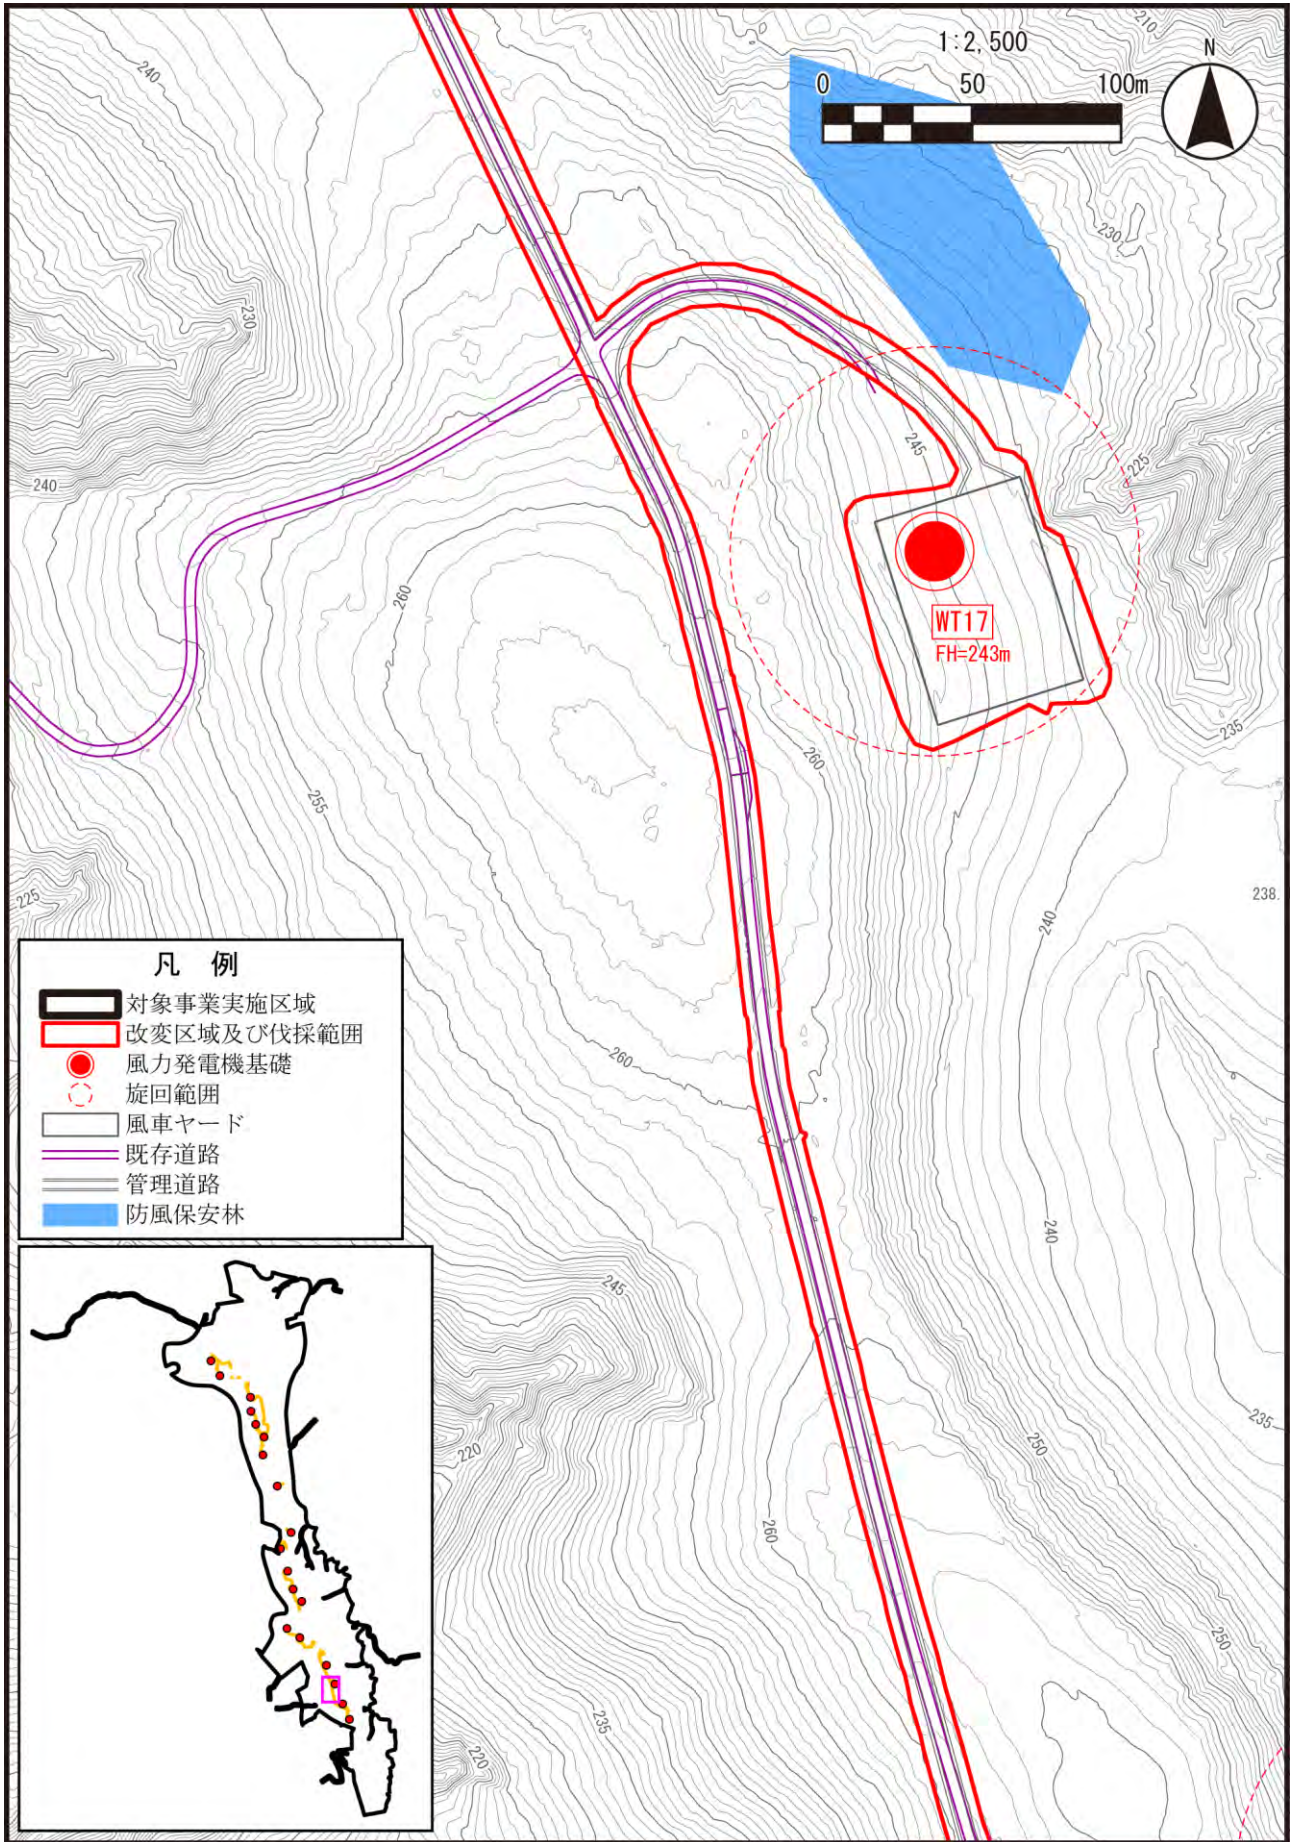 1:2,500
0 50 100m
N
210
240
230
230
245
225
240
260
WT17
FH=243m
235
260
255
225
238.
240
凡 例
対象事業実施区域
改変区域及び伐採範囲
風力発電機基礎
旋回範囲
風車ヤード
既存道路
管理道路
防風保安林
260
240
245
235
250
220
260
250
235
220